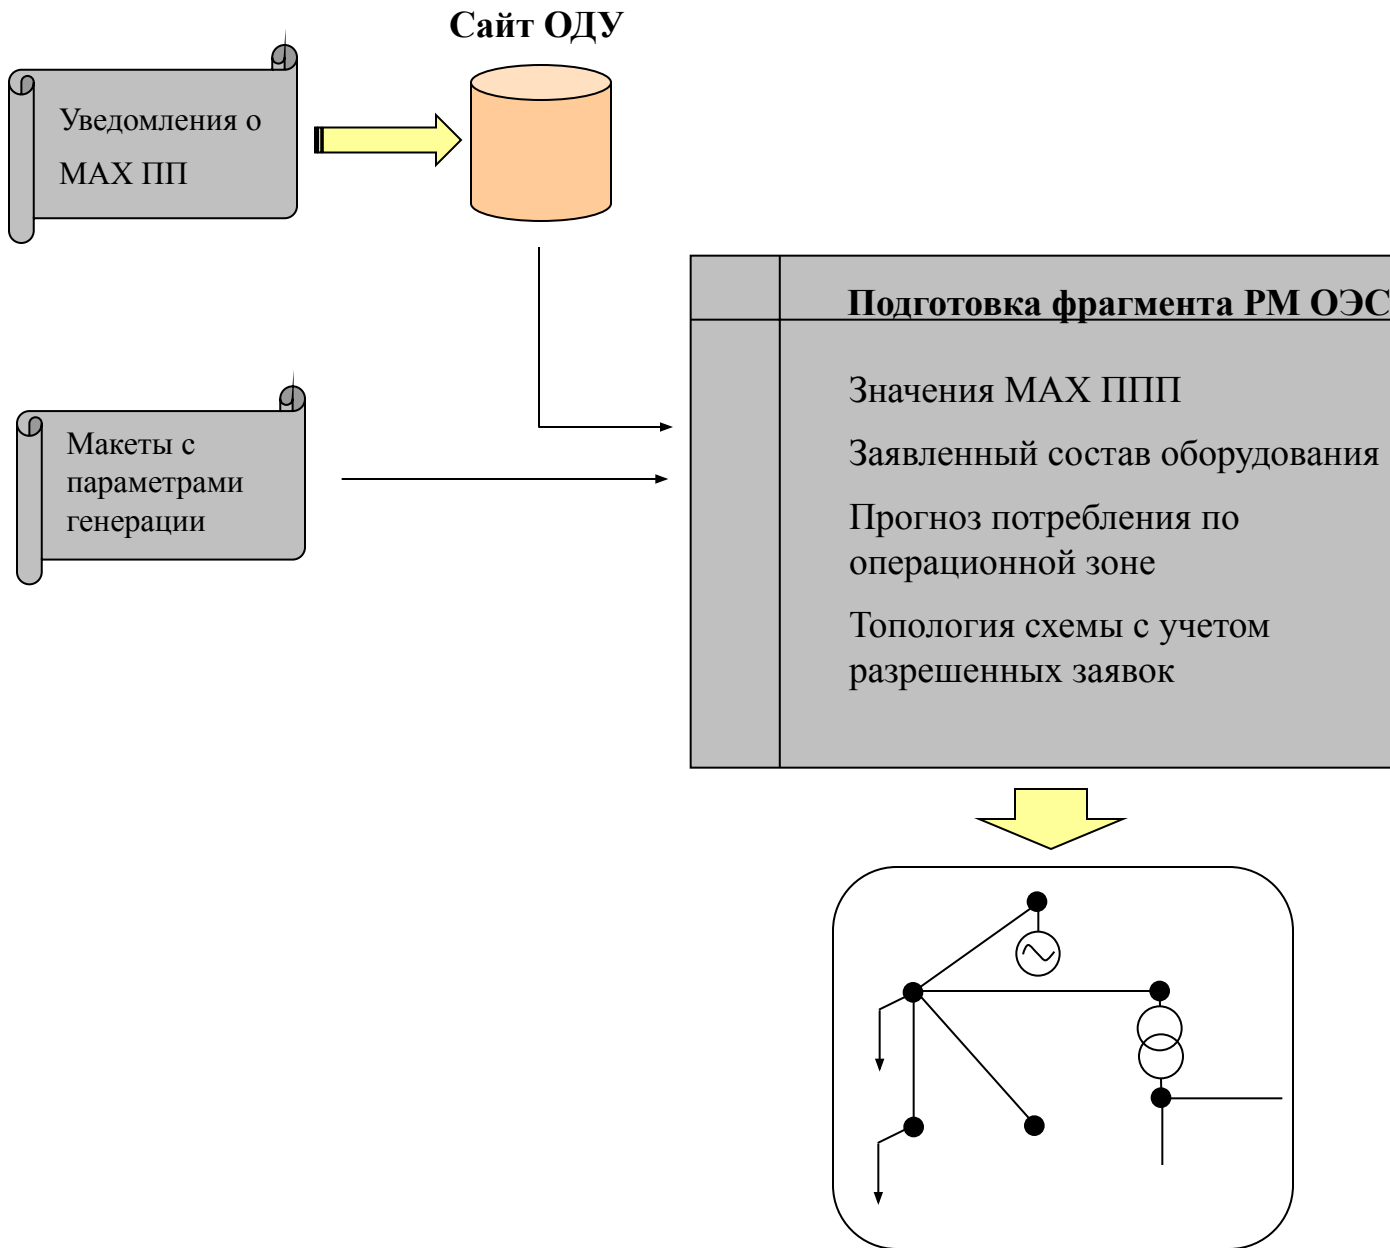 Сайт ОДУ
Уведомления о
МАХ ПП
Подготовка фрагмента РМ ОЭС
Значения МАХ ППП
Заявленный состав оборудования
Прогноз потребления по
операционной зоне
Топология схемы с учетом
разрешенных заявок
Макеты с
параметрами
генерации